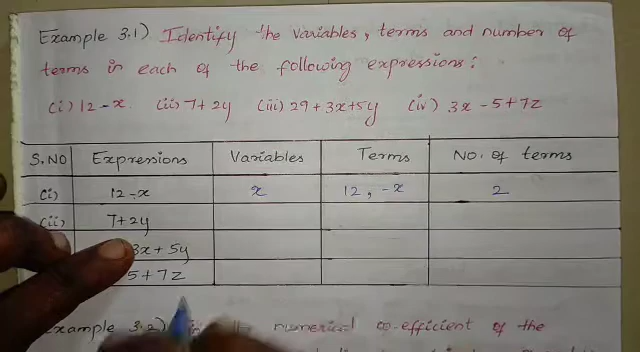 Example 3.1) Identify the variables, terms and number of
terms in each of the following expressions:
(i) 12-x (ii) 7+2y (iii) 29+3x+5y (iv) 3x-5+7z
S.NO Expressions Variables Terms No. of terms
(i) 12-x x 12, -x 2
(ii) 7+2y
3x+5y
5+7z
Example 3.2) numerical co-efficient of the